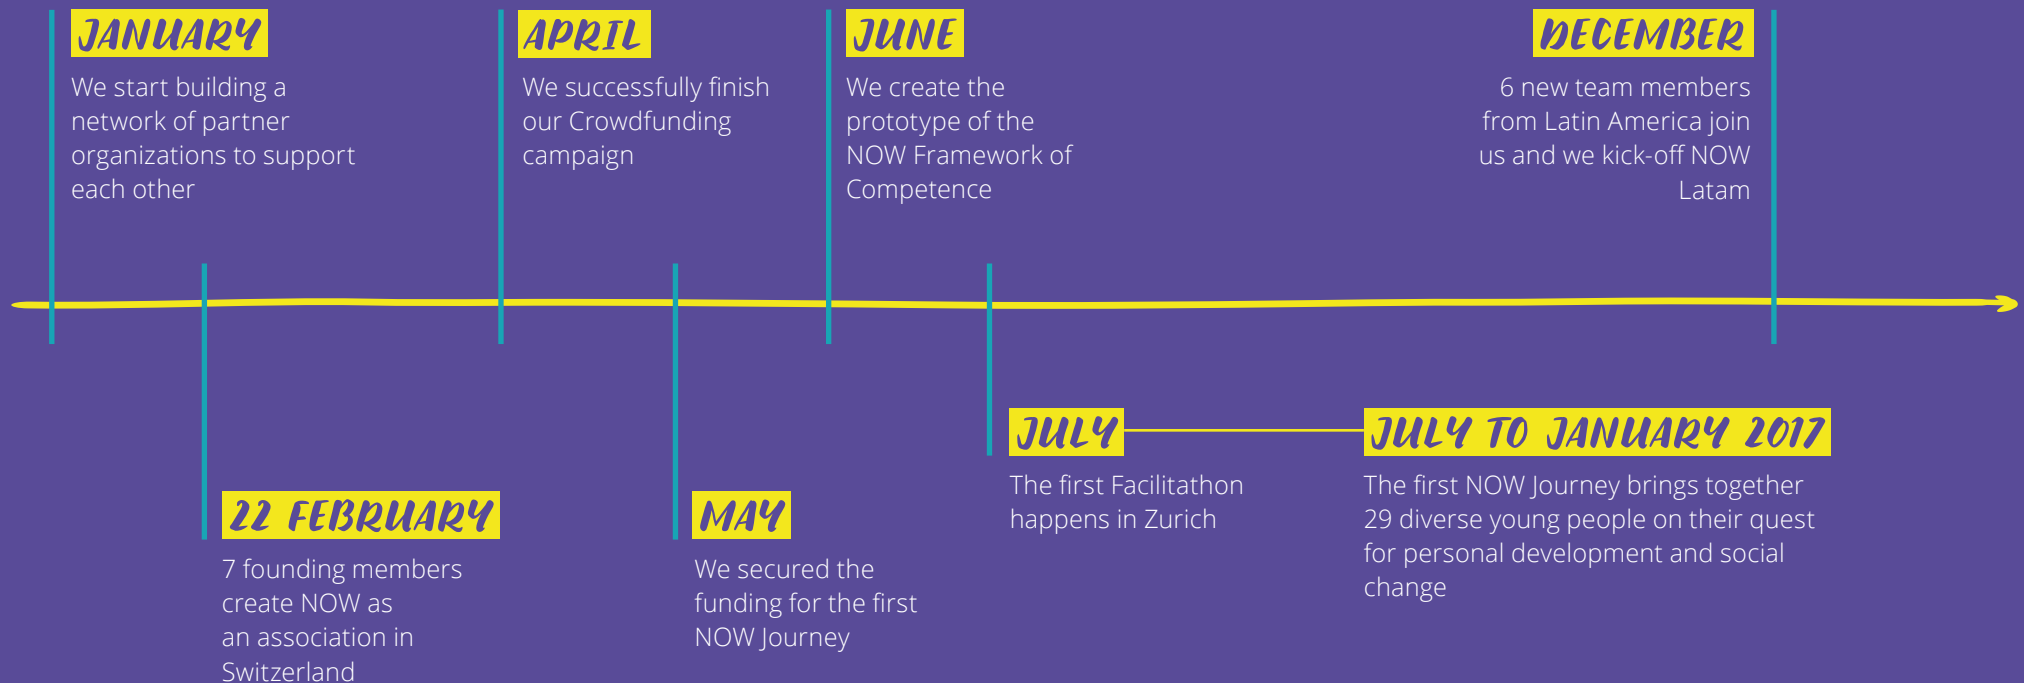 JANUARY
We start building a
network of partner
organizations to support
each other
22 FEBRUARY
7 founding members
create NOW as
an association in
Switzerland
APRIL
We successfully finish
our Crowdfunding
campaign
MAY
We secured the
funding for the first
NOW Journey
JUNE
We create the
prototype of the
NOW Framework of
Competence
JULY
The first Facilitathon
happens in Zurich
JULY TO JANUARY 2017
The first NOW Journey brings together
29 diverse young people on their quest
for personal development and social
change
DECEMBER
6 new team members
from Latin America join
us and we kick-off NOW
Latam